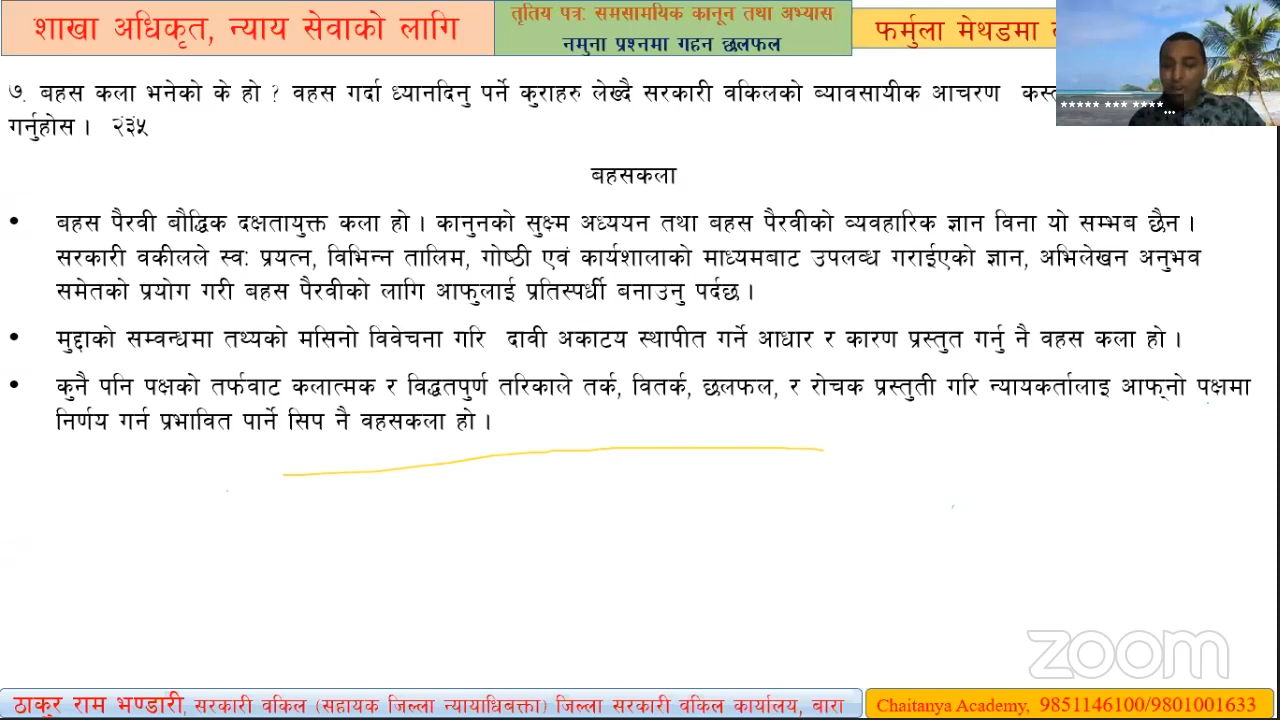 शाखा अधिकृत, न्याय सेवाको लागि
तृतिय पत्र: समसामयिक कानून तथा अभ्यास
नमुना प्रश्नमा गहन छलफल
फर्मुला मेथडमा
७. बहस कला भनेको के हो ? वहस गर्दा ध्यानदिनु पर्ने कुराहरु लेख्दै सरकारी वकिलको ब्यावसायीक आचरण
गर्नुहोस । २३५
***** *** ****...
बहसकला
• बहस पैरवी बौद्धिक दक्षतायुक्त कला हो । कानुनको सुक्ष्म अध्ययन तथा बहस पैरवीको व्यवहारिक ज्ञान विना यो सम्भब छैन ।
सरकारी वकीलले स्व: प्रयत्न, विभिन्न तालिम, गोष्ठी एवं कार्यशालाको माध्यमबाट उपलब्ध गराईएको ज्ञान, अभिलेखन अनुभव
समेतको प्रयोग गरी बहस पैरवीको लागि आफुलाई प्रतिस्पर्धी बनाउनु पर्दछ ।
• मुद्दाको सम्वन्धमा तथ्यको मसिनो विवेचना गरि दावी अकाटय स्थापीत गर्ने आधार र कारण प्रस्तुत गर्नु नै वहस कला हो ।
• कुनै पनि पक्षको तर्फवाट कलात्मक र विद्धतपुर्ण तरिकाले तर्क, वितर्क, छलफल, र रोचक प्रस्तुती गरि न्यायकर्तालाइ आफ्नो पक्षमा
निर्णय गर्न प्रभावित पार्ने सिप नै वहसकला हो ।
zoom
ठाकुर राम भण्डारी, सरकारी वकिल (सहायक जिल्ला न्यायाधिबक्ता) जिल्ला सरकारी वकिल कार्यालय, बारा
Chaitanya Academy, 9851146100/9801001633